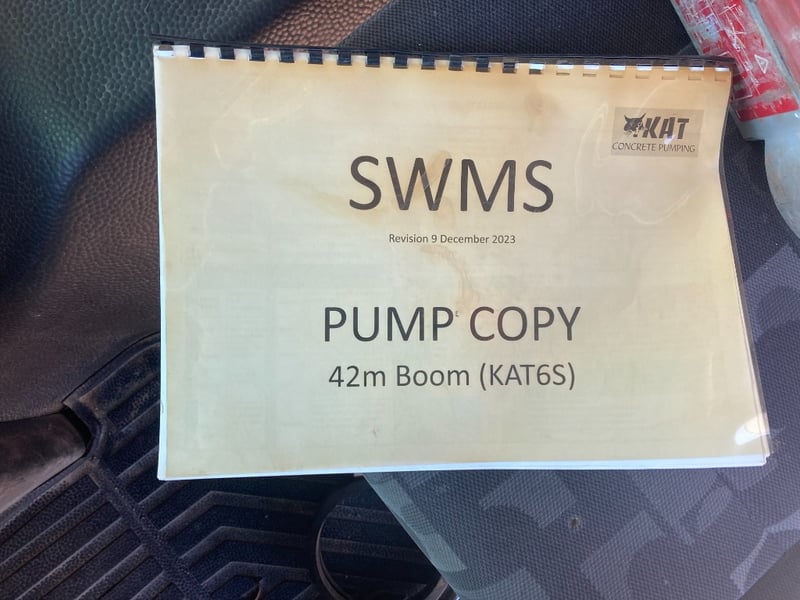 KAT
CONCRETE PUMPING
SWMS
Revision 9 December 2023
PUMP COPY
42m Boom (KAT6S)